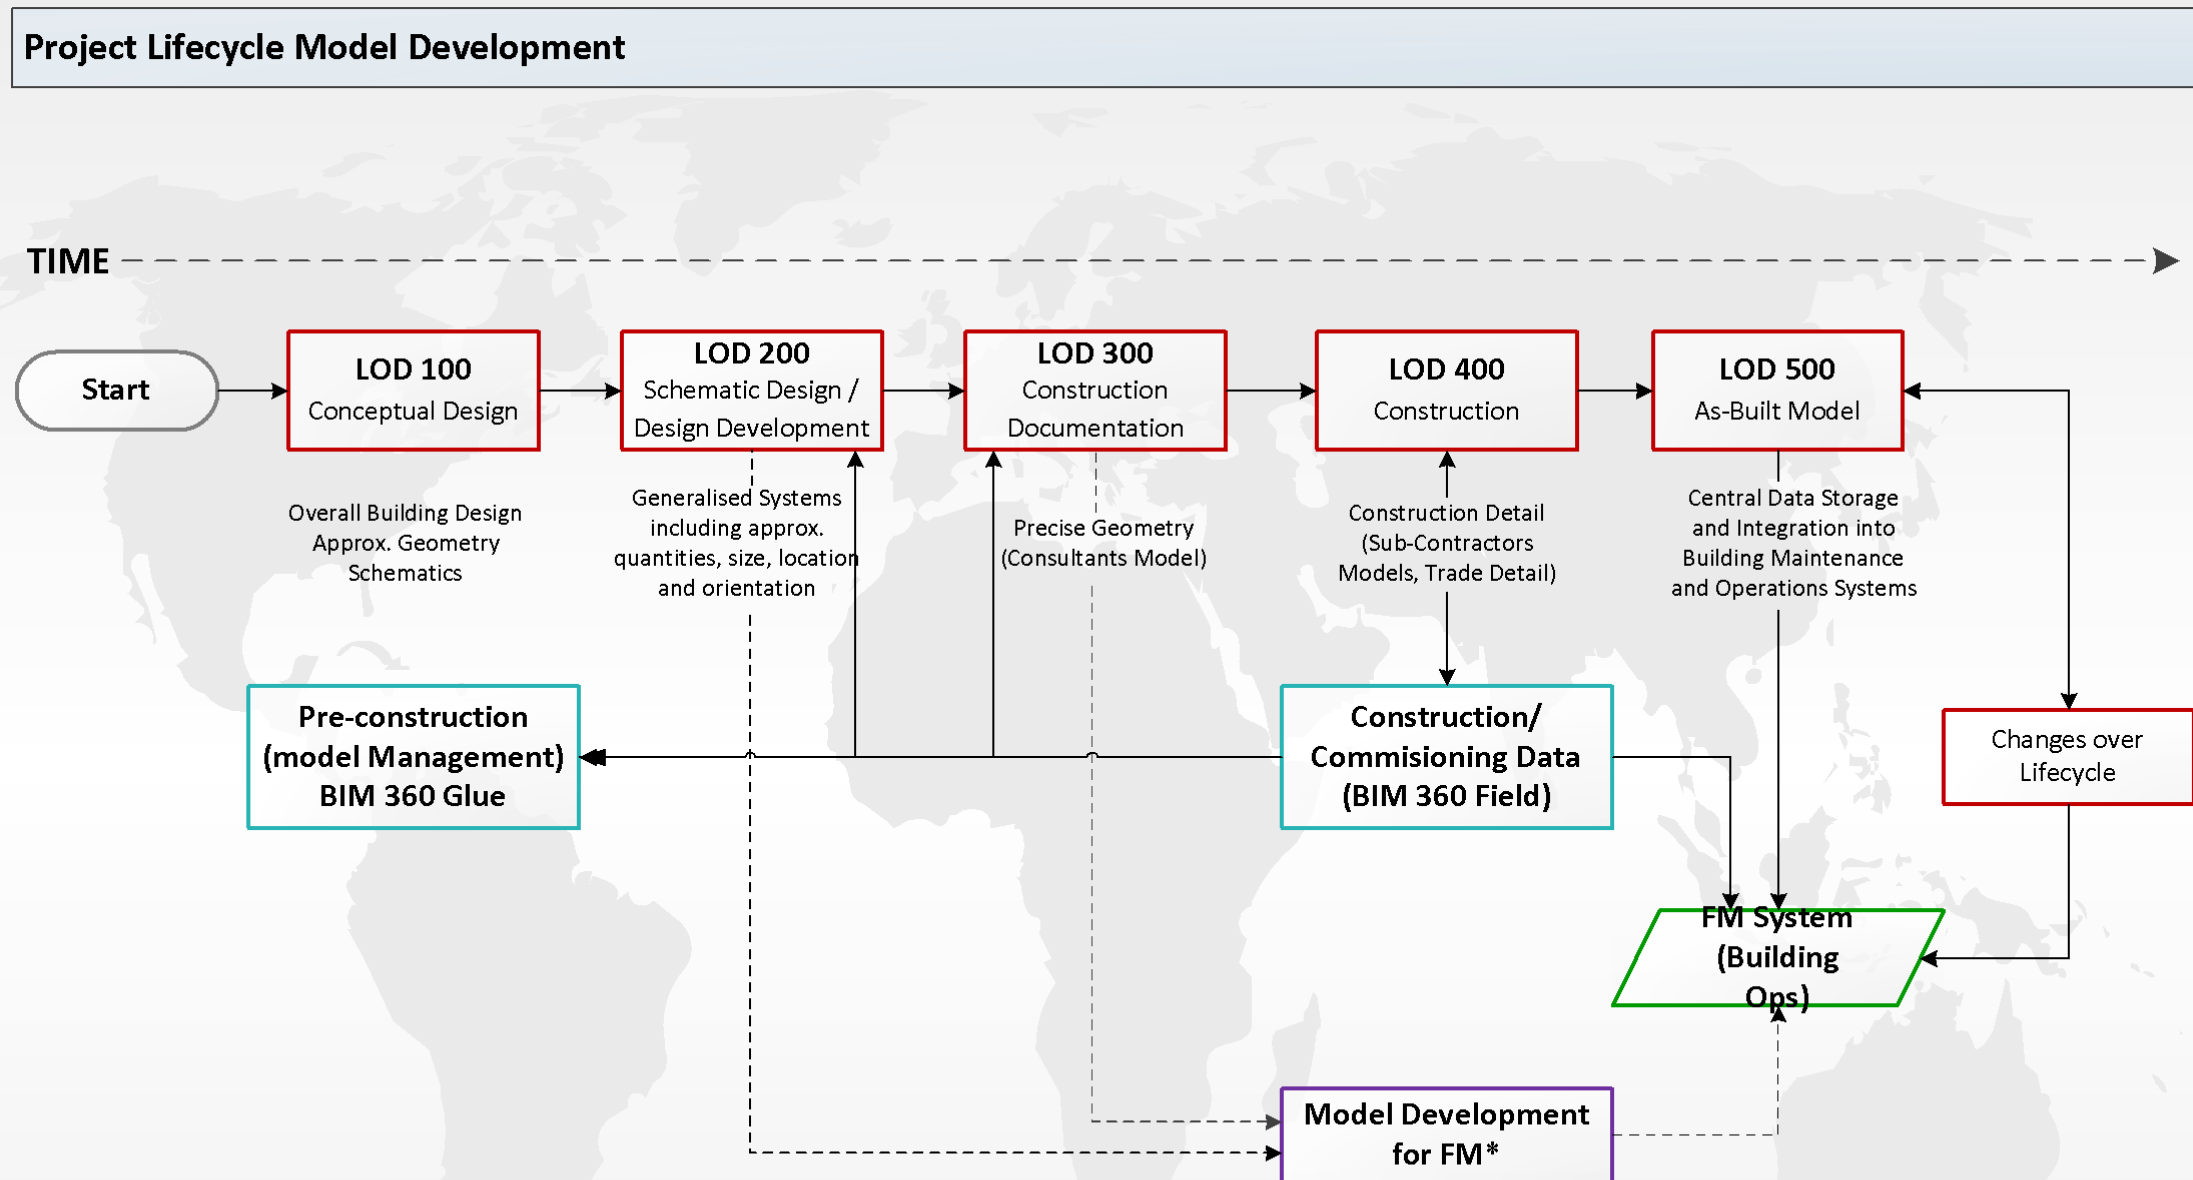 Project Lifecycle Model Development
TIME
Start
LOD 100
Conceptual Design
LOD 200
Schematic Design /
Design Development
LOD 300
Construction
Documentation
LOD 400
Construction
LOD 500
As-Built Model
Overall Building Design
Approx. Geometry
Schematics
Generalised Systems
including approx.
quantities, size, location
and orientation
Precise Geometry
(Consultants Model)
Construction Detail
(Sub-Contractors
Models, Trade Detail)
Central Data Storage
and Integration into
Building Maintenance
and Operations Systems
Pre-construction
(model Management)
BIM 360 Glue
Construction/
Commisioning Data
(BIM 360 Field)
Changes over
Lifecycle
FM System
(Building
Ops)
Model Development
for FM*